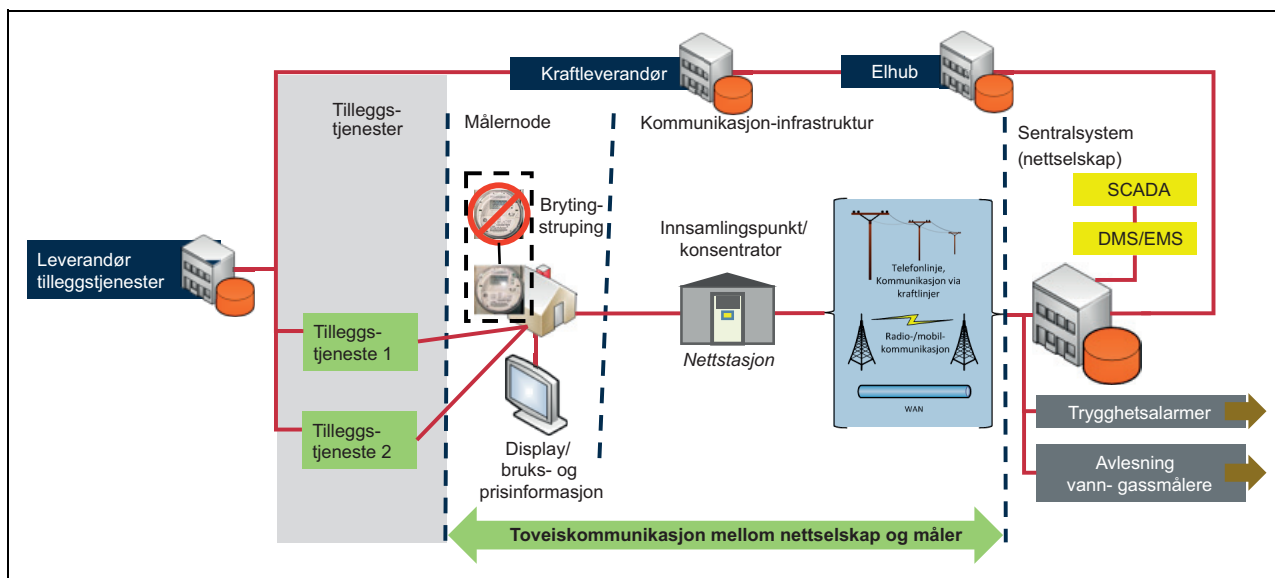 Kraftleverandør
Elhub
Tilleggs-
tjenester
Målernode
Kommunikasjon-infrastruktur
Sentralsystem
(nettselskap)
SCADA
DMS/EMS
Bryting-
struping
Innsamlingspunkt/
konsentrator
Leverandør
tilleggstjenester
Telefonlinje,
Kommunikasjon via
kraftlinjer
Radio-/mobil-
kommunikasjon
WAN
Nettstasjon
Tilleggs-
tjeneste 1
Tilleggs-
tjeneste 2
Display/
bruks- og
prisinformasjon
Trygghetsalarmer
Avlesning
vann- gassmålere
Toveiskommunikasjon mellom nettselskap og måler